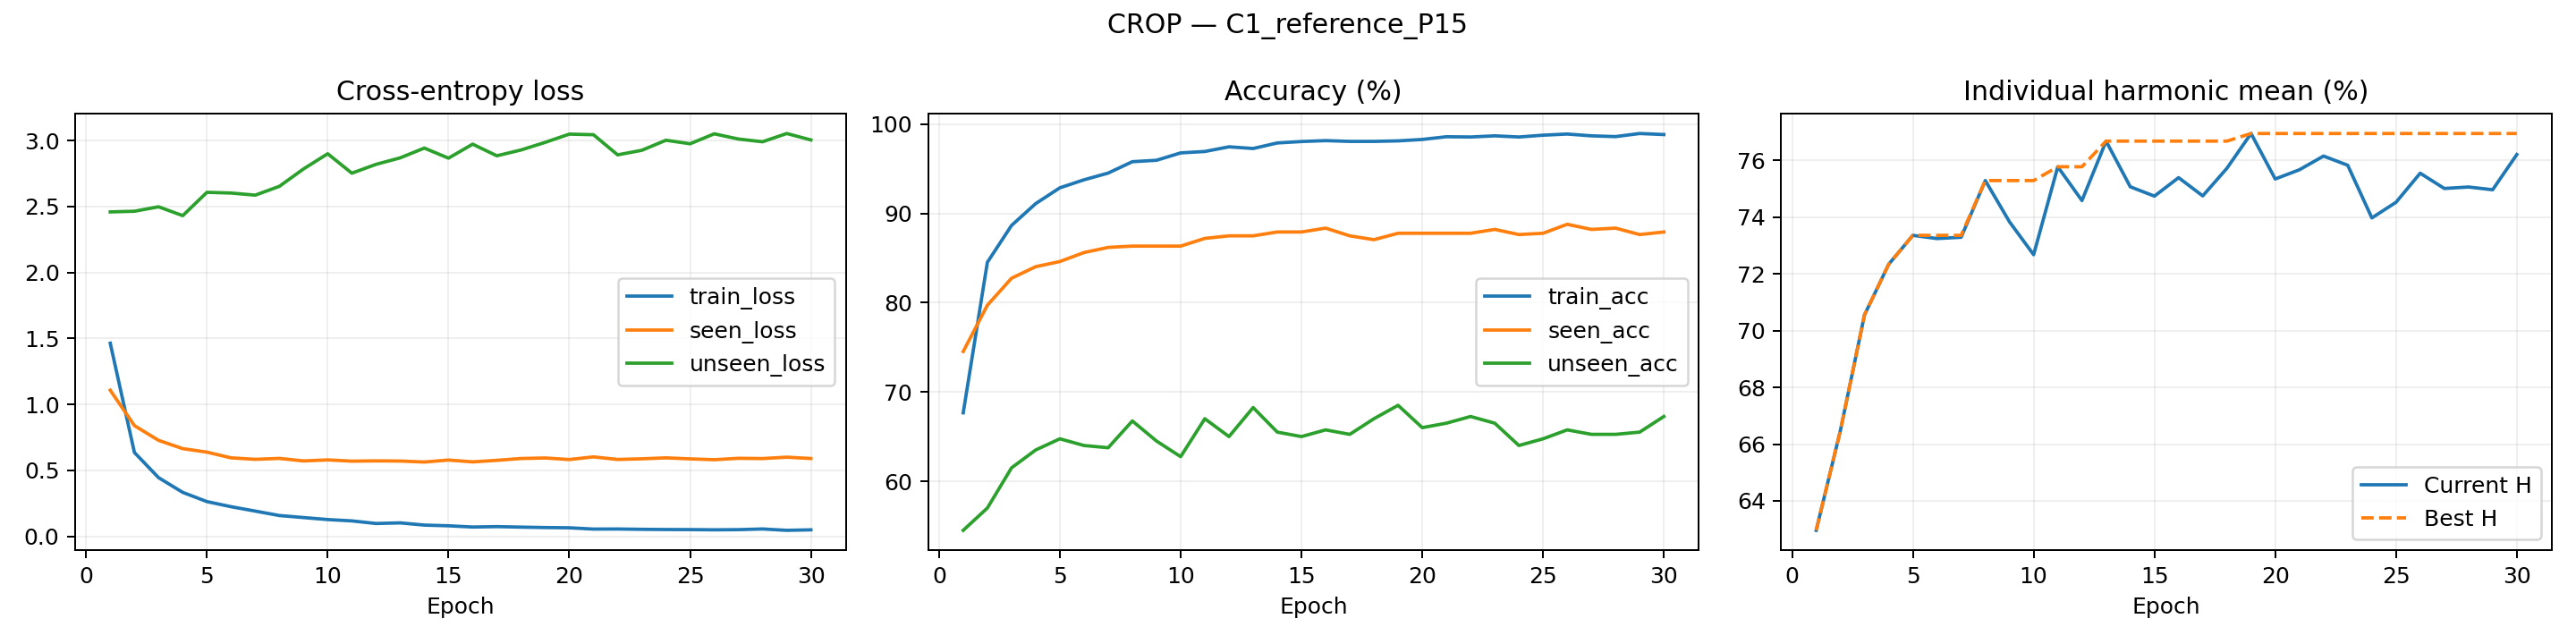 CROP — C1_reference_P15
Cross-entropy loss
3.0
2.5
2.0
1.5
1.0
0.5
0.0
train_loss
seen_loss
unseen_loss
0 5 10 15 20 25 30
Epoch
Accuracy (%)
100
90
80
70
60
train_acc
seen_acc
unseen_acc
0 5 10 15 20 25 30
Epoch
Individual harmonic mean (%)
76
74
72
70
68
66
64
Current H
Best H
0 5 10 15 20 25 30
Epoch